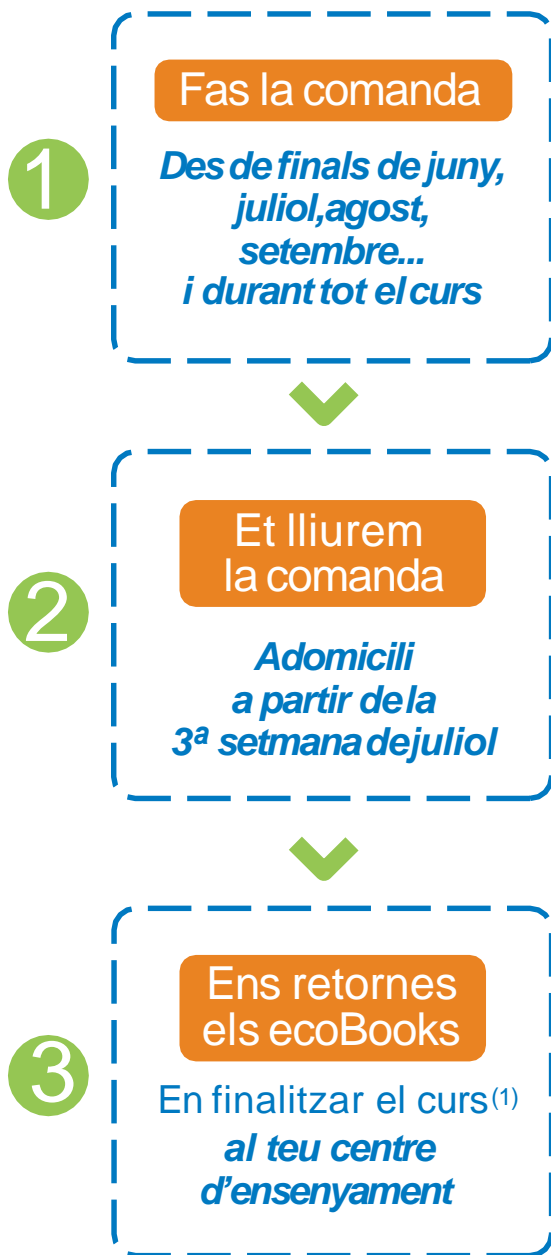 1
Fas la comanda
Des de finals de juny,
juliol,agost,
setembre...
i durant tot el curs
2
Et lliurem
la comanda
Adomicili
a partir dela
3ª setmana dejuliol
3
Ens retornes
els ecoBooks
En finalitzar el curs(1)
al teu centre
d'ensenyament